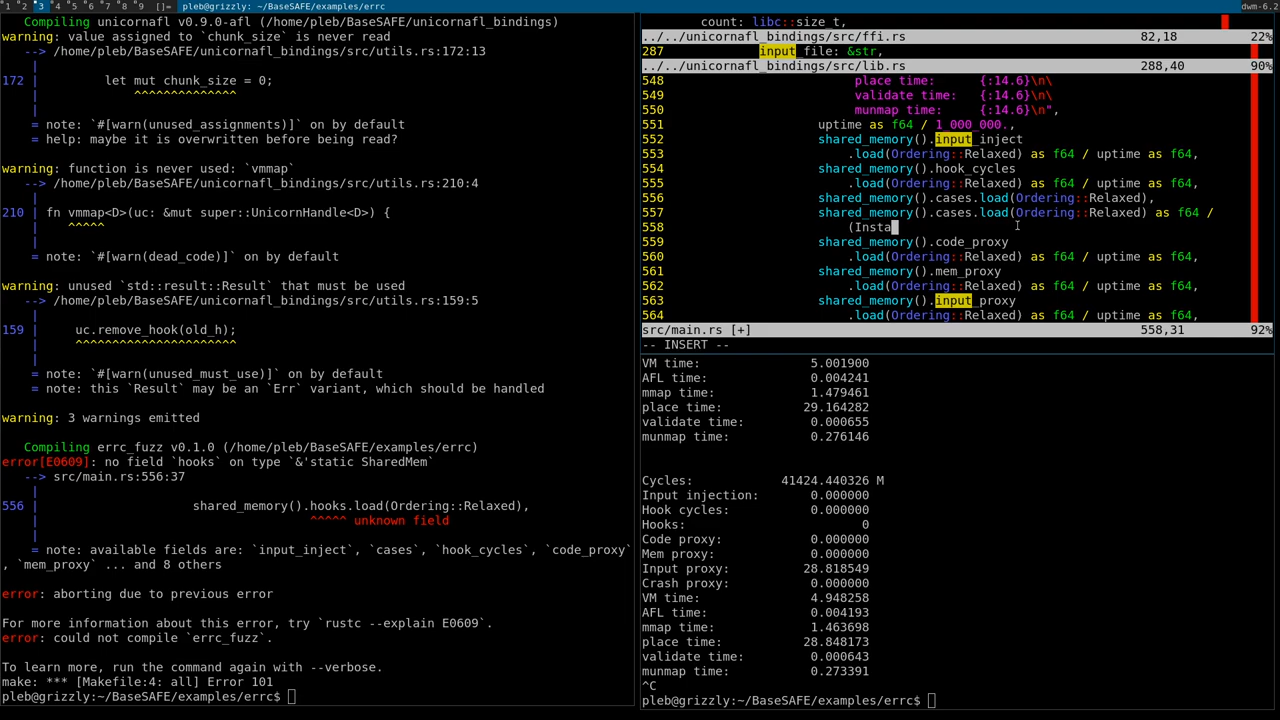 1 2 3 4 5 6 7 8 9 []= pleb@grizzly: ~/BaseSAFE/examples/errc dwm-6.2
Compiling unicornafl v0.9.0-afl (/home/pleb/BaseSAFE/unicornafl_bindings)
warning: value assigned to `chunk_size` is never read
--> /home/pleb/BaseSAFE/unicornafl_bindings/src/utils.rs:172:13
|
172 | let mut chunk_size = 0;
| ^^^^^^^^^^^^^^
|
= note: `#[warn(unused_assignments)]` on by default
= help: maybe it is overwritten before being read?
warning: function is never used: `vmmap`
--> /home/pleb/BaseSAFE/unicornafl_bindings/src/utils.rs:210:4
|
210 | fn vmmap<D>(uc: &mut super::UnicornHandle<D>) {
| ^^^^^
|
= note: `#[warn(dead_code)]` on by default
warning: unused `std::result::Result` that must be used
--> /home/pleb/BaseSAFE/unicornafl_bindings/src/utils.rs:159:5
|
159 | uc.remove_hook(old_h);
| ^^^^^^^^^^^^^^^^^^^^^^
|
= note: `#[warn(unused_must_use)]` on by default
= note: this `Result` may be an `Err` variant, which should be handled
warning: 3 warnings emitted
Compiling errc_fuzz v0.1.0 (/home/pleb/BaseSAFE/examples/errc)
error[E0609]: no field `hooks` on type `&'static SharedMem`
--> src/main.rs:556:37
|
556 | shared_memory().hooks.load(Ordering::Relaxed),
| ^^^^^ unknown field
|
= note: available fields are: `input_inject`, `cases`, `hook_cycles`, `code_proxy`
, `mem_proxy` ... and 8 others
error: aborting due to previous error
For more information about this error, try `rustc --explain E0609`.
error: could not compile `errc_fuzz`.
To learn more, run the command again with --verbose.
make: *** [Makefile:4: all] Error 101
pleb@grizzly:~/BaseSAFE/examples/errc$
count: libc::size_t,
../../unicornafl_bindings/src/ffi.rs 82,18 22%
287 input_file: &str,
../../unicornafl_bindings/src/lib.rs 288,40 90%
548 place time: {:14.6}\n\
549 validate time: {:14.6}\n\
550 munmap time: {:14.6}\n",
551 uptime as f64 / 1_000_000.,
552 shared_memory().input_inject
553 .load(Ordering::Relaxed) as f64 / uptime as f64,
554 shared_memory().hook_cycles
555 .load(Ordering::Relaxed) as f64 / uptime as f64,
556 shared_memory().cases.load(Ordering::Relaxed),
557 shared_memory().cases.load(Ordering::Relaxed) as f64 /
558 (Insta
559 shared_memory().code_proxy
560 .load(Ordering::Relaxed) as f64 / uptime as f64,
561 shared_memory().mem_proxy
562 .load(Ordering::Relaxed) as f64 / uptime as f64,
563 shared_memory().input_proxy
564 .load(Ordering::Relaxed) as f64 / uptime as f64,
src/main.rs [+] 558,31 92%
-- INSERT --
VM time: 5.001900
AFL time: 0.004241
mmap time: 1.479461
place time: 29.164282
validate time: 0.000655
munmap time: 0.276146
Cycles: 41424.440326 M
Input injection: 0.000000
Hook cycles: 0.000000
Hooks: 0
Code proxy: 0.000000
Mem proxy: 0.000000
Input proxy: 28.818549
Crash proxy: 0.000000
VM time: 4.948258
AFL time: 0.004193
mmap time: 1.463698
place time: 28.848173
validate time: 0.000643
munmap time: 0.273391
^C
pleb@grizzly:~/BaseSAFE/examples/errc$